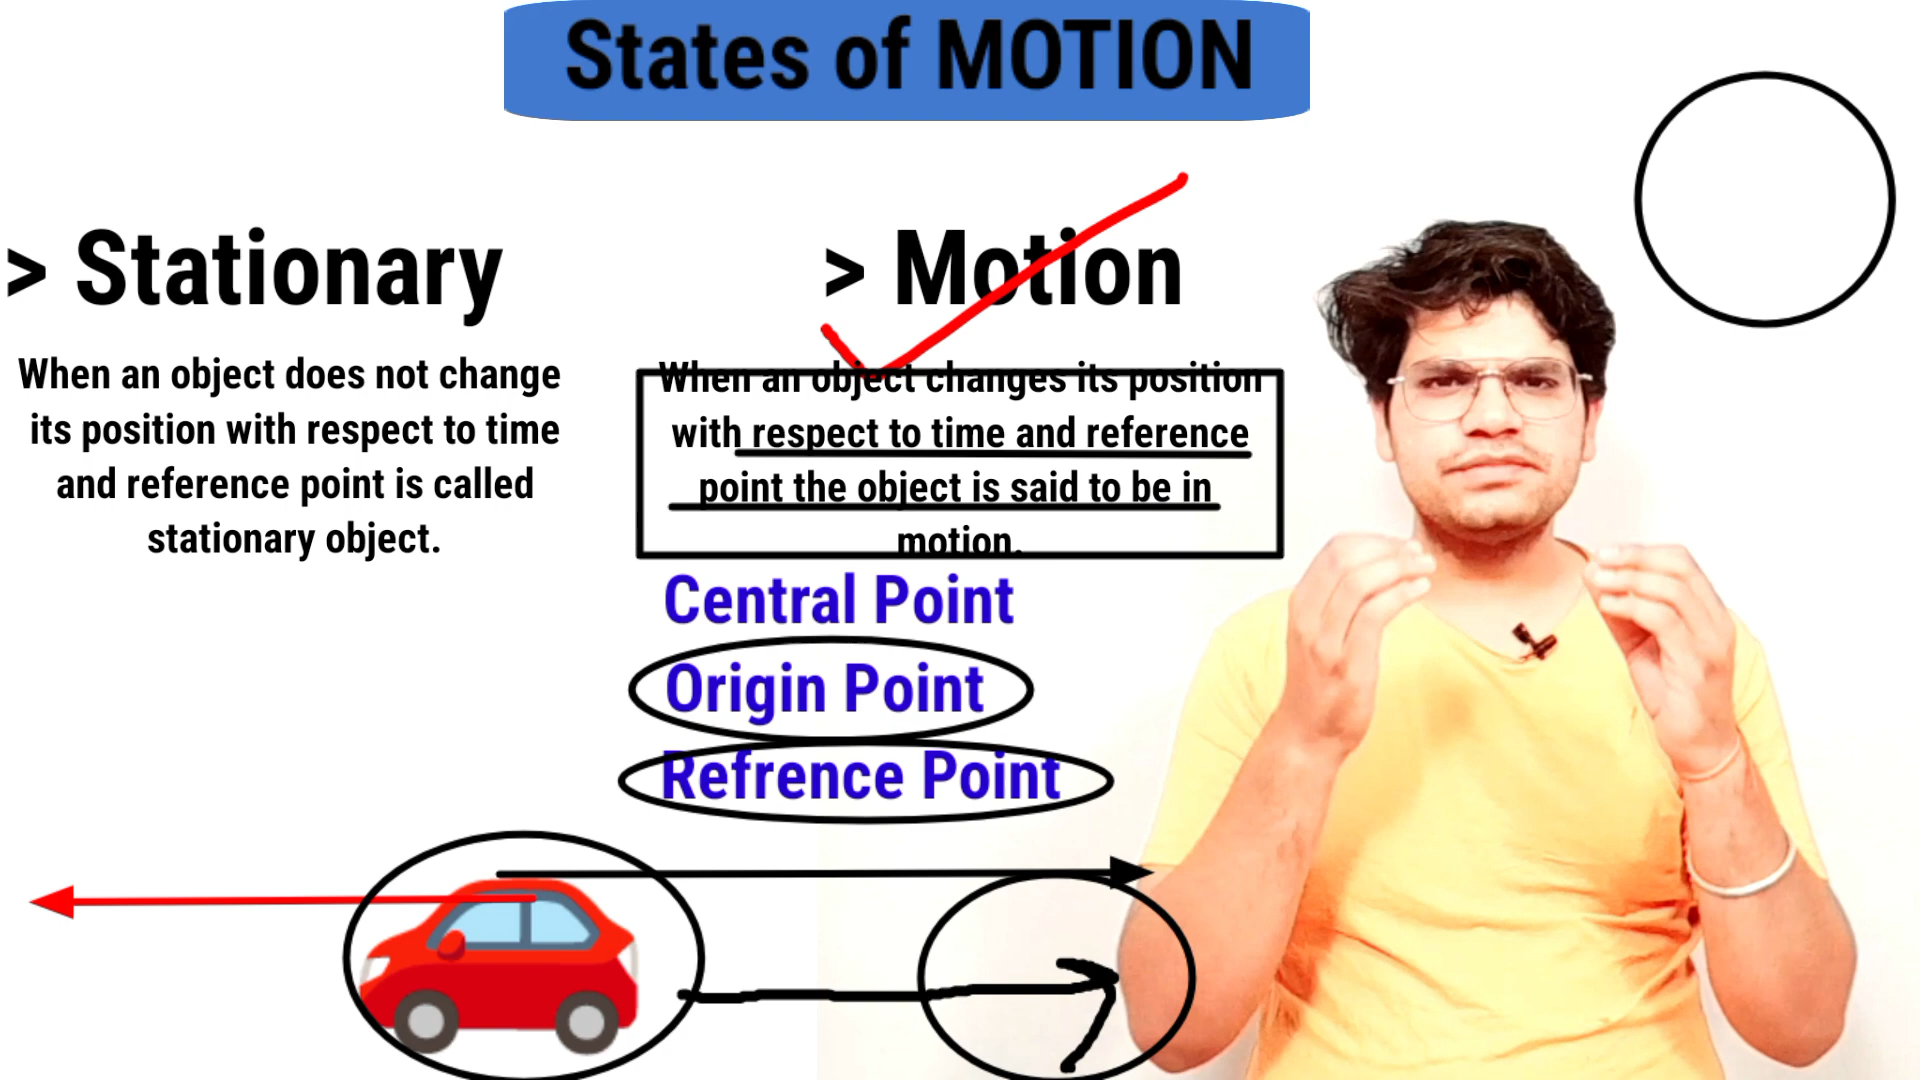 States of MOTION
> Stationary
When an object does not change
its position with respect to time
and reference point is called
stationary object.
> Motion
When an object changes its position
with respect to time and reference
point the object is said to be in
motion.
Central Point
Origin Point
Refrence Point